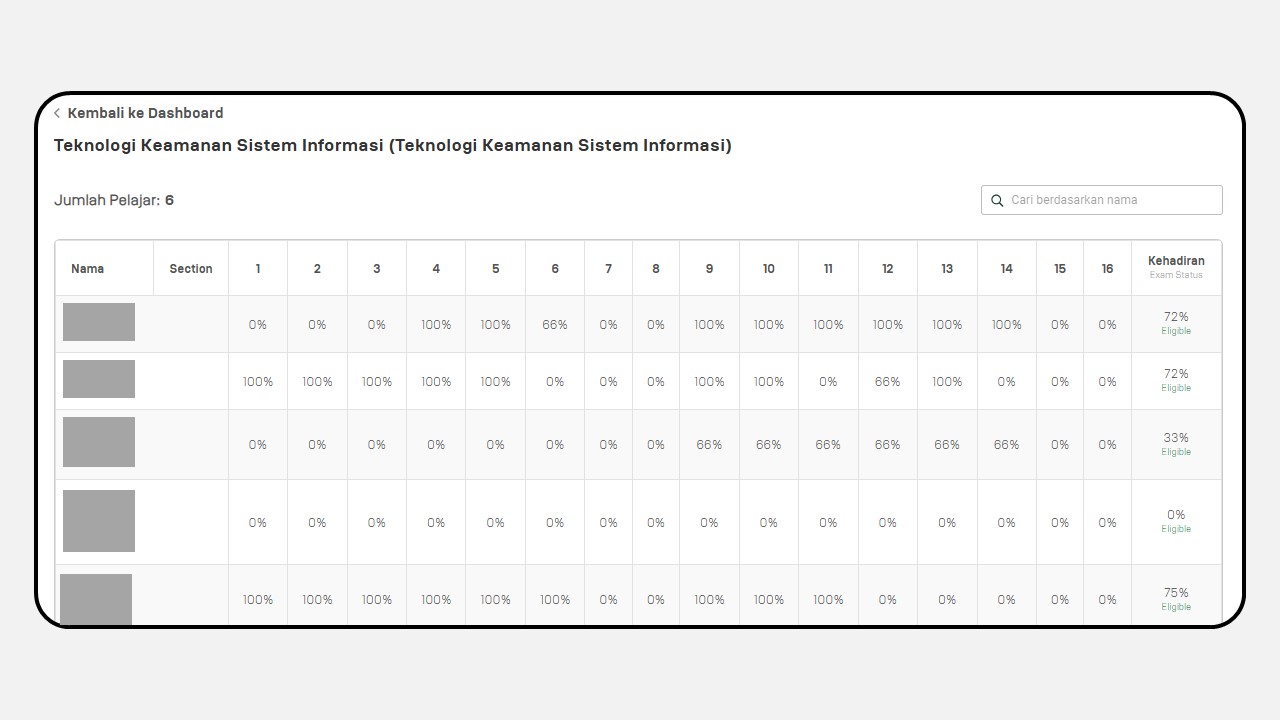 Kembali ke Dashboard
Teknologi Keamanan Sistem Informasi (Teknologi Keamanan Sistem Informasi)
Jumlah Pelajar: 6
Cari berdasarkan nama
Nama Section 1 2 3 4 5 6 7 8 9 10 11 12 13 14 15 16 Kehadiran
Exam Status
0% 0% 0% 100% 100% 66% 0% 0% 100% 100% 100% 100% 100% 100% 0% 0% 72%
Eligible
100% 100% 100% 100% 100% 0% 0% 0% 100% 100% 0% 66% 100% 0% 0% 0% 72%
Eligible
0% 0% 0% 0% 0% 0% 0% 0% 66% 66% 66% 66% 66% 66% 0% 0% 33%
Eligible
0% 0% 0% 0% 0% 0% 0% 0% 0% 0% 0% 0% 0% 0% 0% 0% 0%
Eligible
100% 100% 100% 100% 100% 100% 0% 0% 100% 100% 100% 0% 0% 0% 0% 0% 75%
Eligible